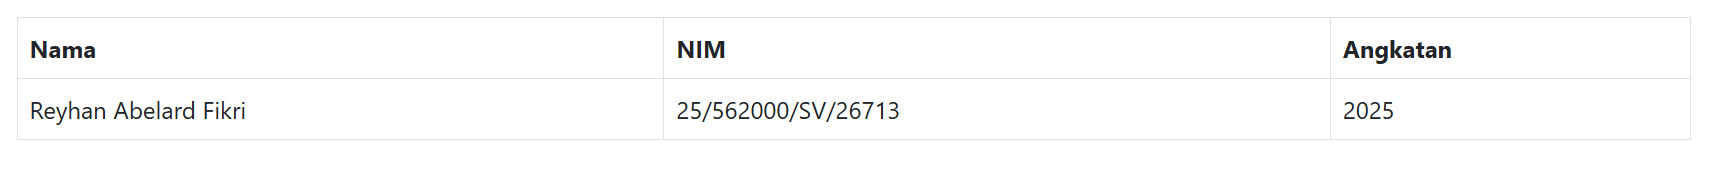 Nama NIM Angkatan
Reyhan Abelard Fikri 25/562000/SV/26713 2025